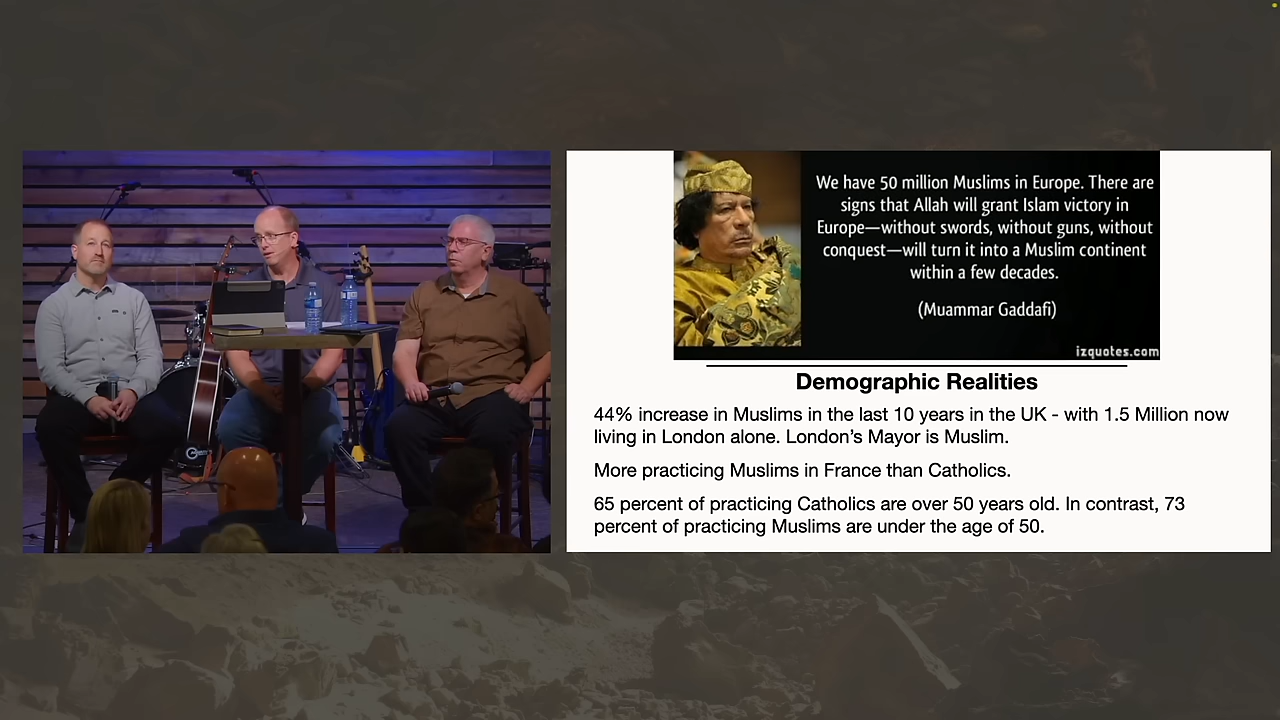 We have 50 million Muslims in Europe. There are
signs that Allah will grant Islam victory in
Europe—without swords, without guns, without
conquest—will turn it into a Muslim continent
within a few decades.
(Muammar Gaddafi)
izquotes.com
Demographic Realities
44% increase in Muslims in the last 10 years in the UK - with 1.5 Million now
living in London alone. London’s Mayor is Muslim.
More practicing Muslims in France than Catholics.
65 percent of practicing Catholics are over 50 years old. In contrast, 73
percent of practicing Muslims are under the age of 50.